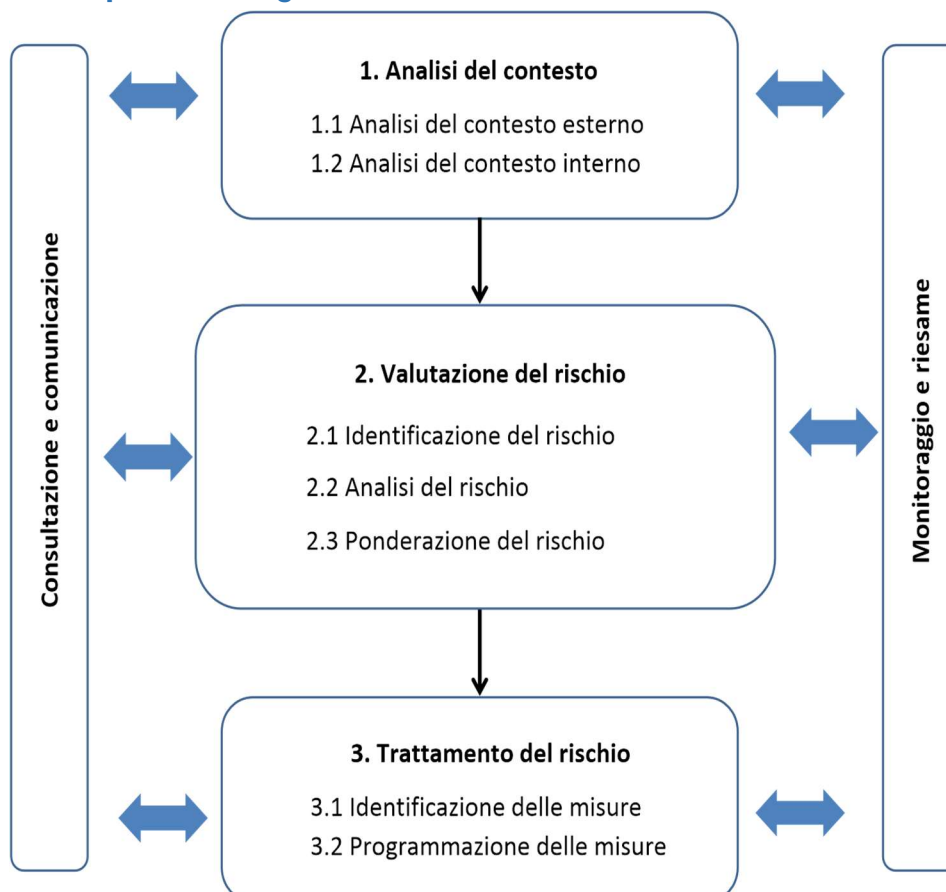 Consultazione e comunicazione
1. Analisi del contesto
1.1 Analisi del contesto esterno
1.2 Analisi del contesto interno
2. Valutazione del rischio
2.1 Identificazione del rischio
2.2 Analisi del rischio
2.3 Ponderazione del rischio
3. Trattamento del rischio
3.1 Identificazione delle misure
3.2 Programmazione delle misure
Monitoraggio e riesame